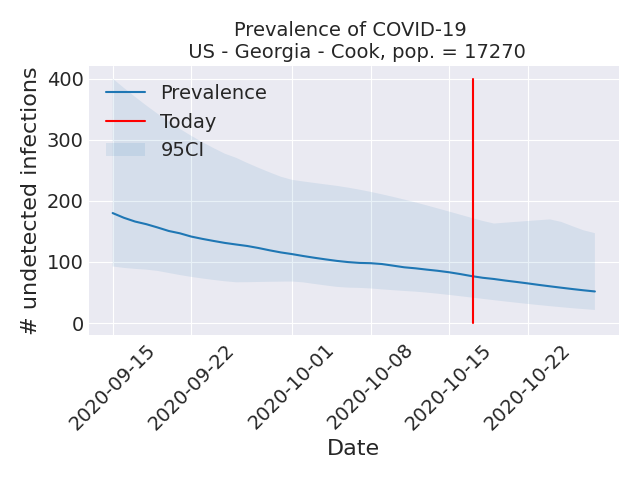 Prevalence of COVID-19
US - Georgia - Cook, pop. = 17270
# undetected infections
400
300
200
100
0
Prevalence
Today
95CI
2020-09-15
2020-09-22
2020-10-01
2020-10-08
2020-10-15
2020-10-22
Date